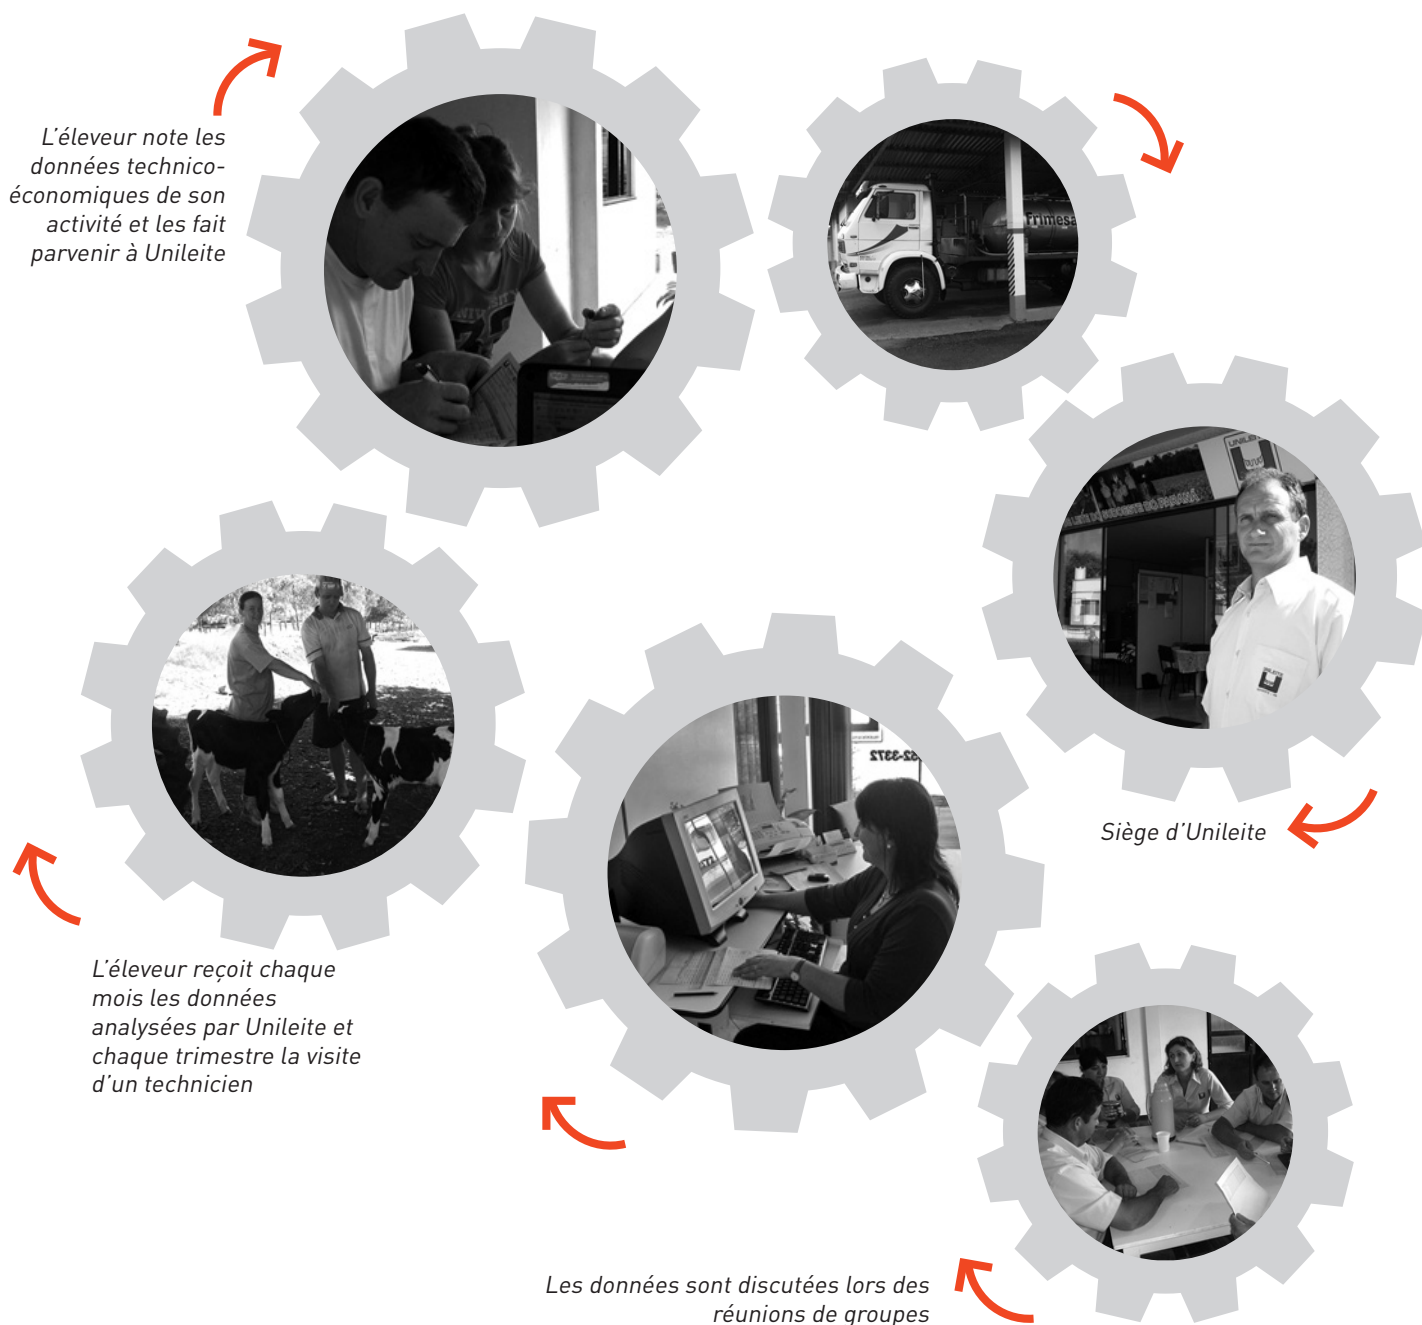 L'éleveur note les
données technico-
économiques de son
activité et les fait
parvenir à Unileite
Frimesa
UNILEITE
Siège d'Unileite
L'éleveur reçoit chaque
mois les données
analysées par Unileite et
chaque trimestre la visite
d'un technicien
Les données sont discutées lors des
réunions de groupes